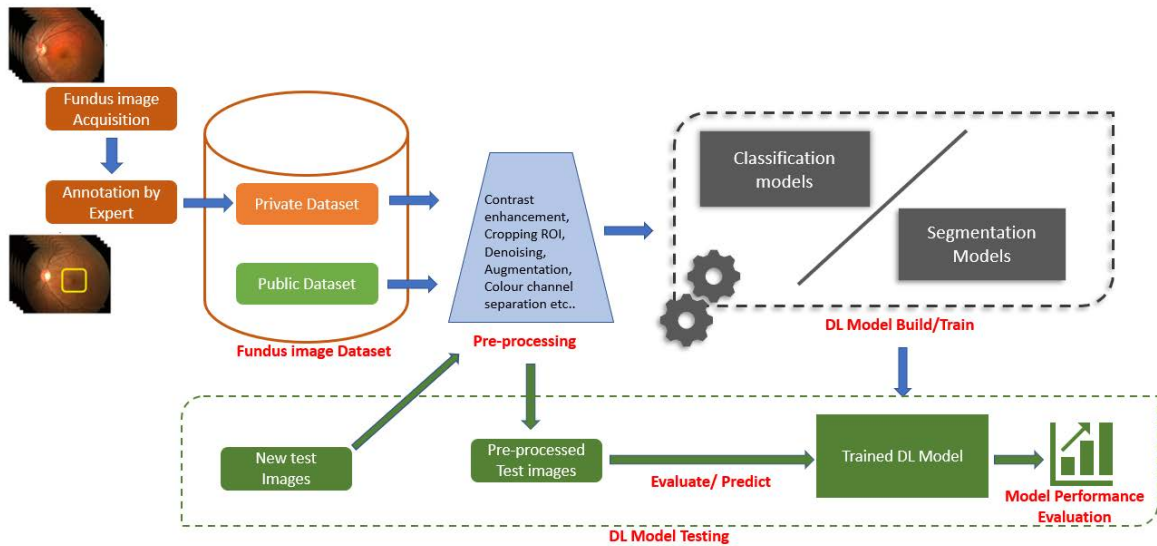 Fundus image
Acquisition
Annotation by
Expert
Private Dataset
Public Dataset
Fundus image Dataset
Contrast
enhancement,
Cropping ROI,
Denoising,
Augmentation,
Colour channel
separation etc..
Pre-processing
Classification
models
Segmentation
Models
DL Model Build/Train
New test
Images
Pre-processed
Test images
Evaluate/ Predict
Trained DL Model
Model Performance
Evaluation
DL Model Testing